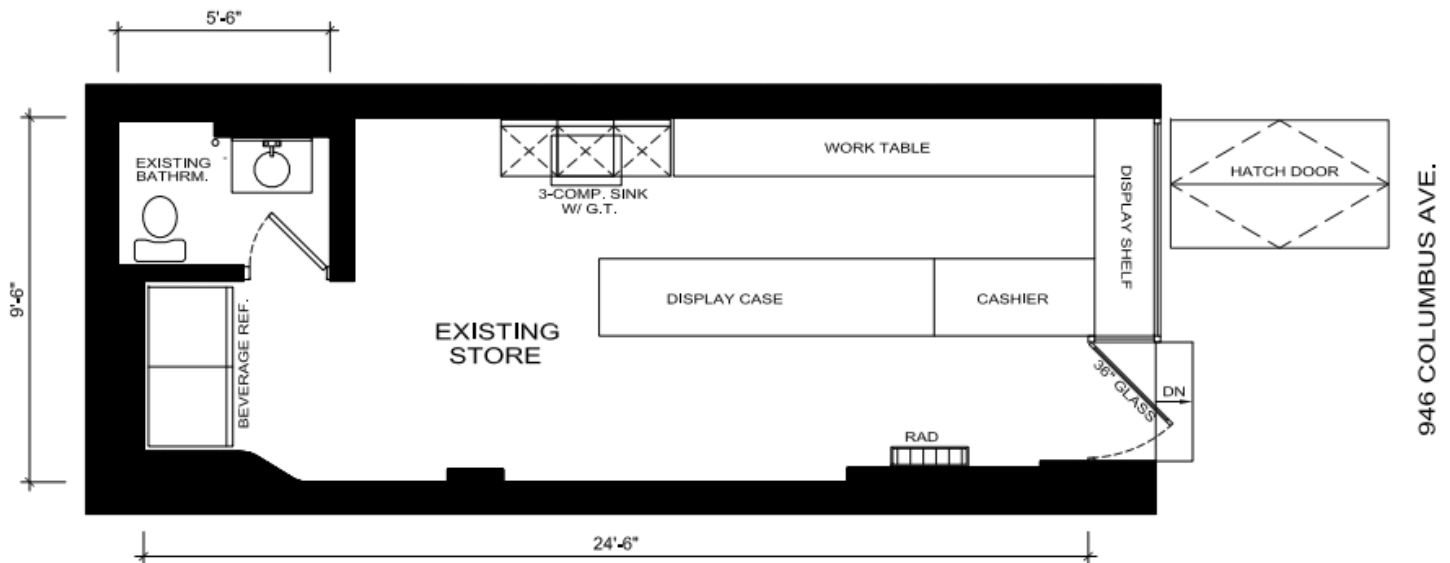 5'-6"
EXISTING
BATHRM.
WORK TABLE
HATCH DOOR
3-COMP. SINK
W/ G.T.
DISPLAY SHELF
946 COLUMBUS AVE.
9'-6"
BEVERAGE REF.
DISPLAY CASE
CASHIER
EXISTING
STORE
36" GLASS
DN
RAD
24'-6"